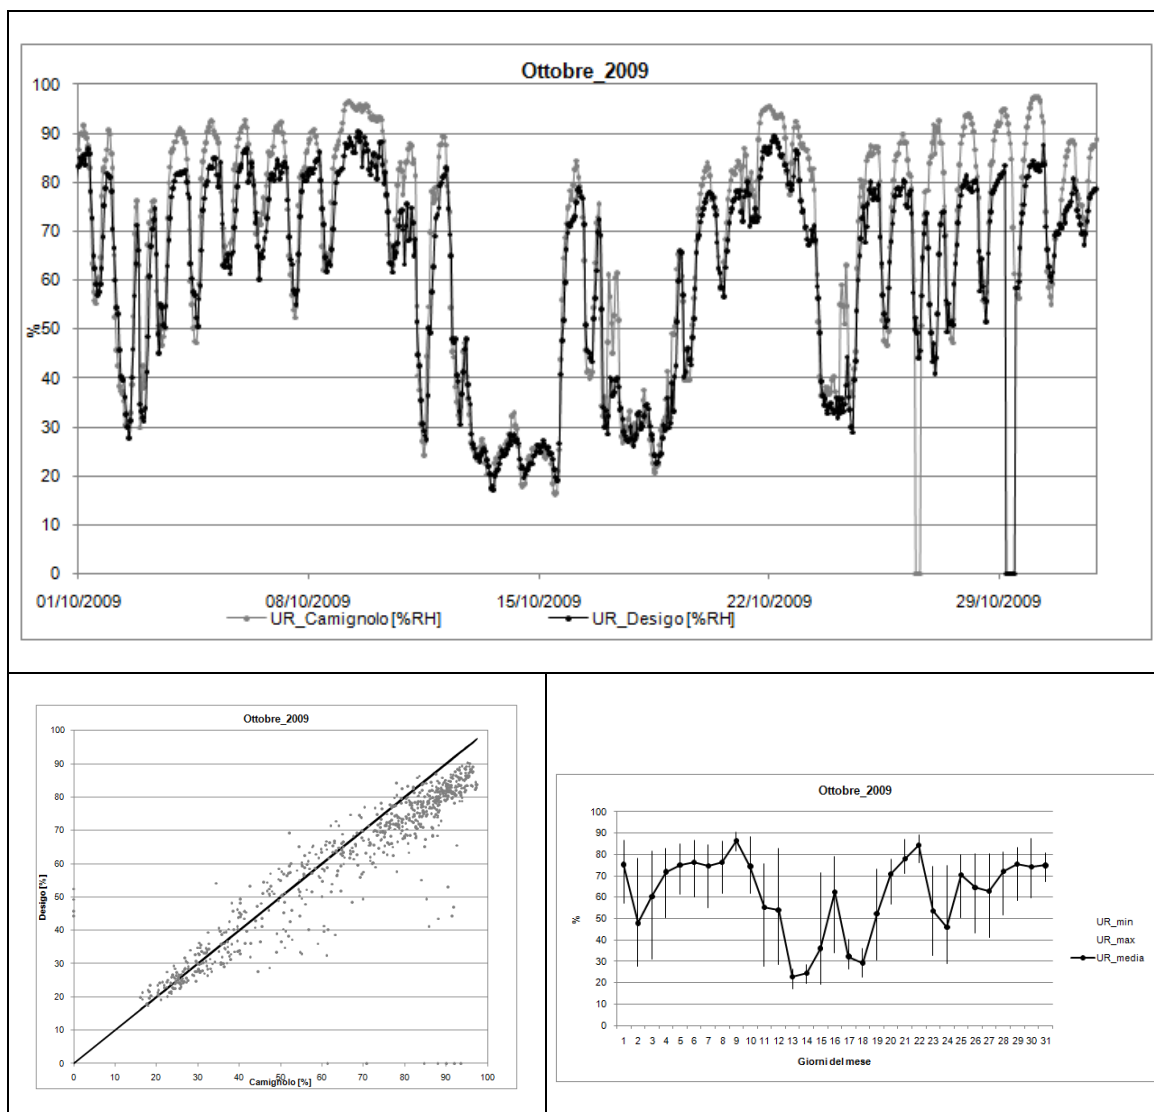 Ottobre_2009
100
90
80
70
60
50
40
30
20
10
0
%
01/10/2009 08/10/2009 15/10/2009 22/10/2009 29/10/2009
UR_Camignolo [%RH] UR_Desigo [%RH]
Ottobre_2009
100
90
80
70
60
50
40
30
20
10
0
Desigo [%]
0 10 20 30 40 50 60 70 80 90 100
Camignolo [%]
Ottobre_2009
100
90
80
70
60
50
40
30
20
10
0
%
1 2 3 4 5 6 7 8 9 10 11 12 13 14 15 16 17 18 19 20 21 22 23 24 25 26 27 28 29 30 31
Giorni del mese
UR_min
UR_max
UR_media